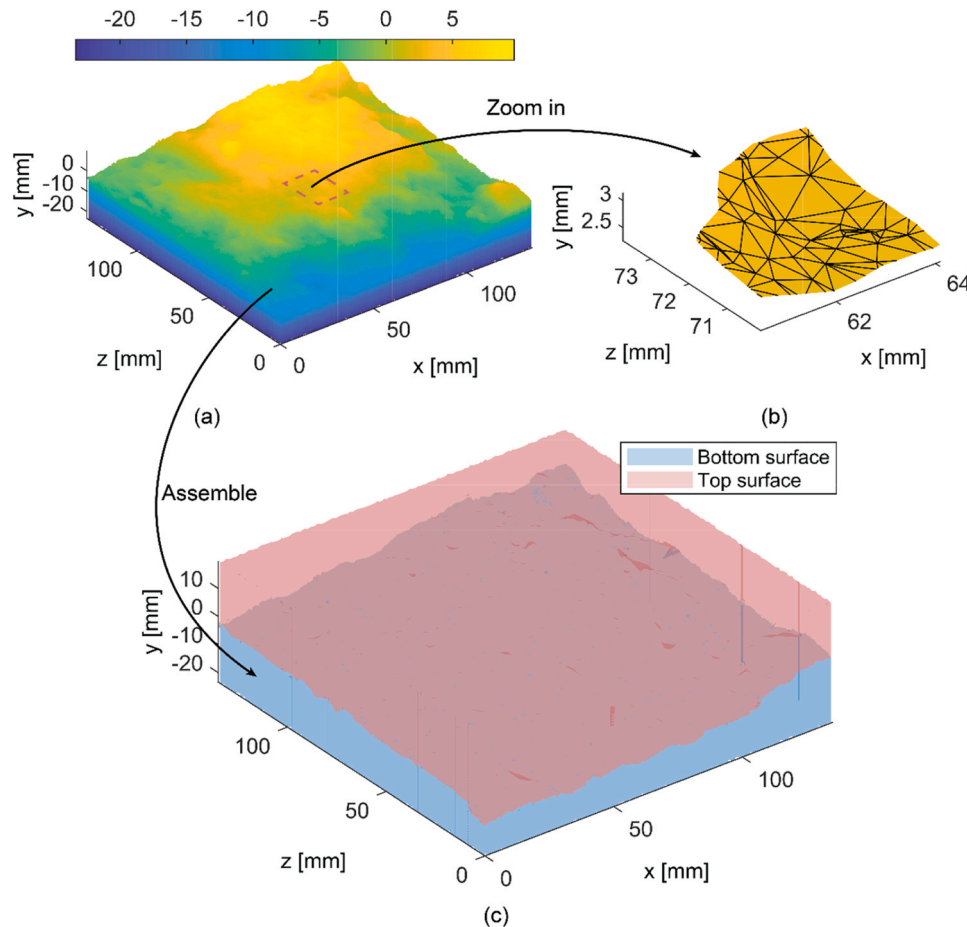 -20 -15 -10 -5 0 5
Zoom in
y [mm]
0
-10
-20
100
50
0
z [mm]
0
50
100
x [mm]
(a)
y [mm]
3
2.5
73
72
71
z [mm]
62
64
x [mm]
(b)
Assemble
Bottom surface
Top surface
y [mm]
10
0
-10
-20
100
50
0
z [mm]
0
50
100
x [mm]
(c)